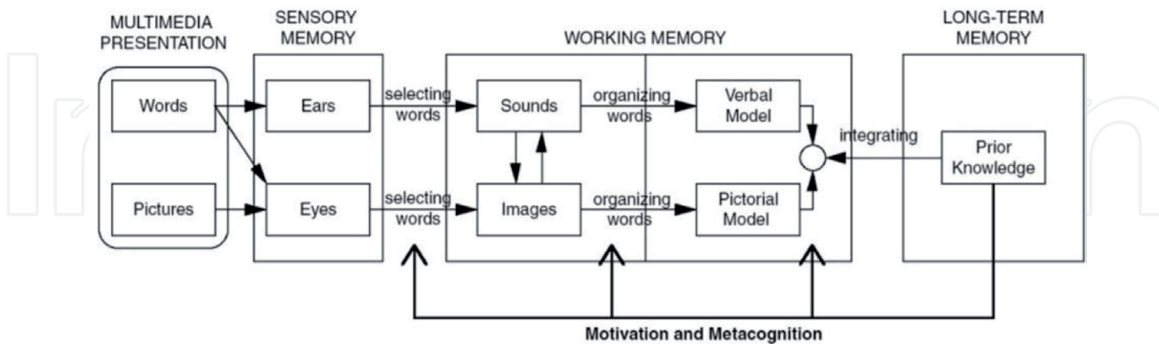 MULTIMEDIA
PRESENTATION
SENSORY
MEMORY
WORKING MEMORY
LONG-TERM
MEMORY
Words
Ears
selecting
words
Sounds
organizing
words
Verbal
Model
integrating
Prior
Knowledge
Pictures
Eyes
selecting
words
Images
organizing
words
Pictorial
Model
Motivation and Metacognition